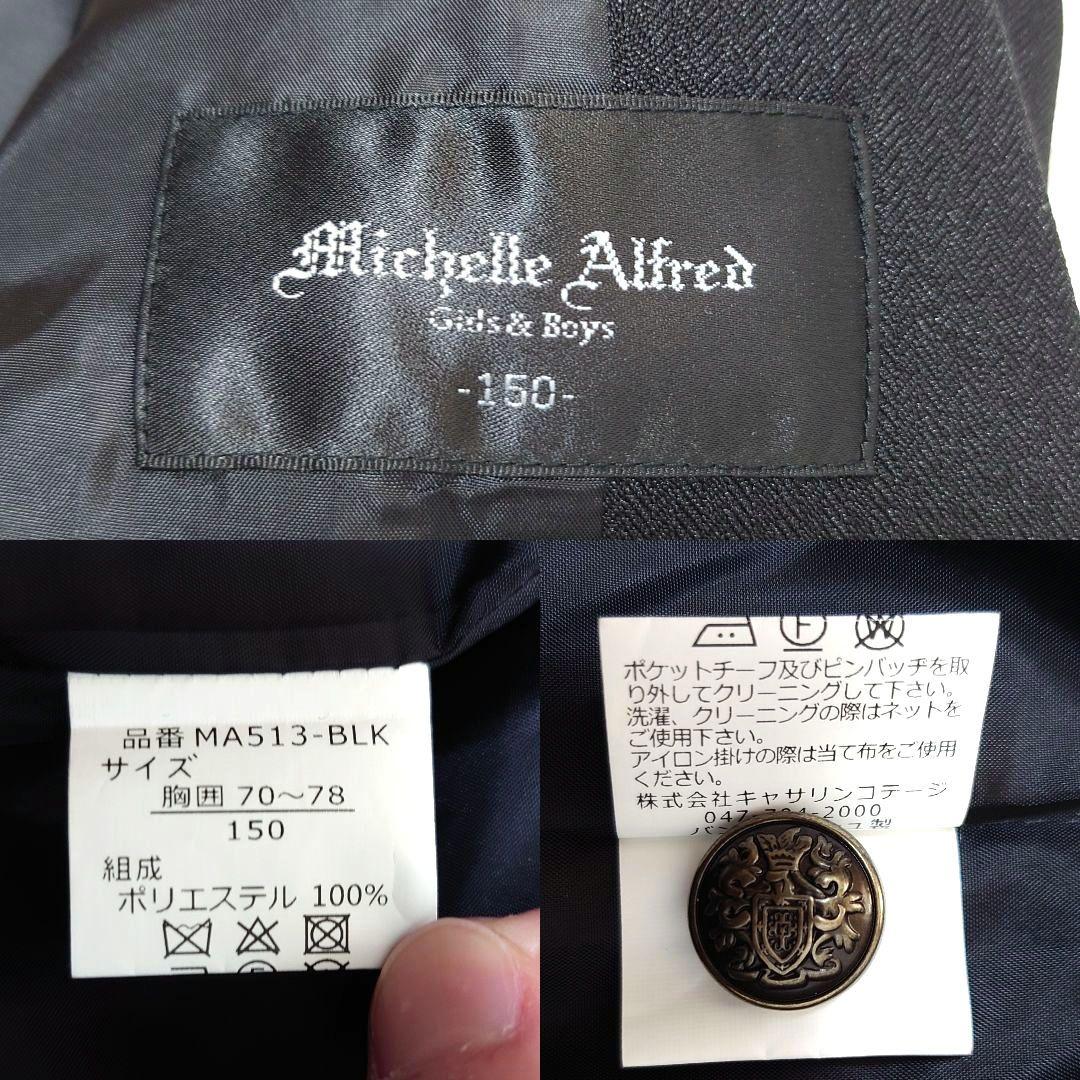 Michelle Alfred
Girls & Boys
-150-
品番 MA513-BLK
サイズ
胸囲 70～78
150
組成
ポリエステル 100%
ポケットチーフ及びピンバッヂを取
り外してクリーニングして下さい。
洗濯、クリーニングの際はネットを
ご使用下さい。
アイロン掛けの際は当て布をご使用
ください。
株式会社キャサリンコテージ
2000
製